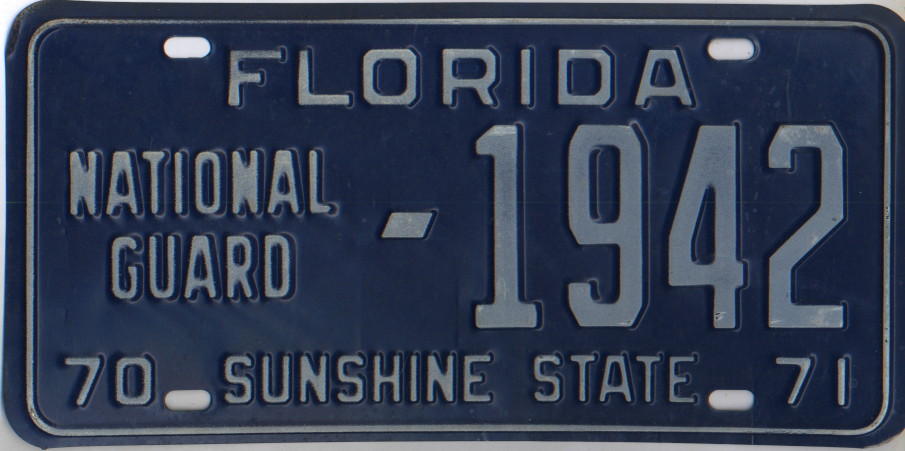 FLORIDA
NATIONAL
GUARD
-1942
70 SUNSHINE STATE 71